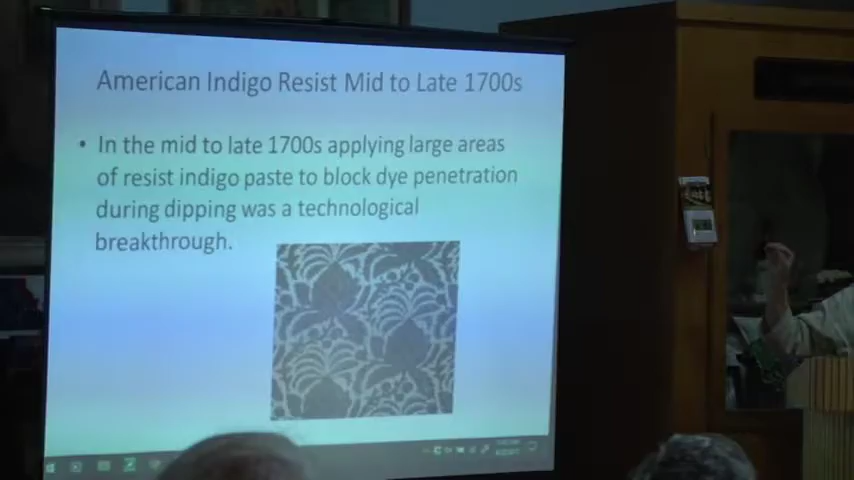 American Indigo Resist Mid to Late 1700s
• In the mid to late 1700s applying large areas
of resist indigo paste to block dye penetration
during dipping was a technological
breakthrough.